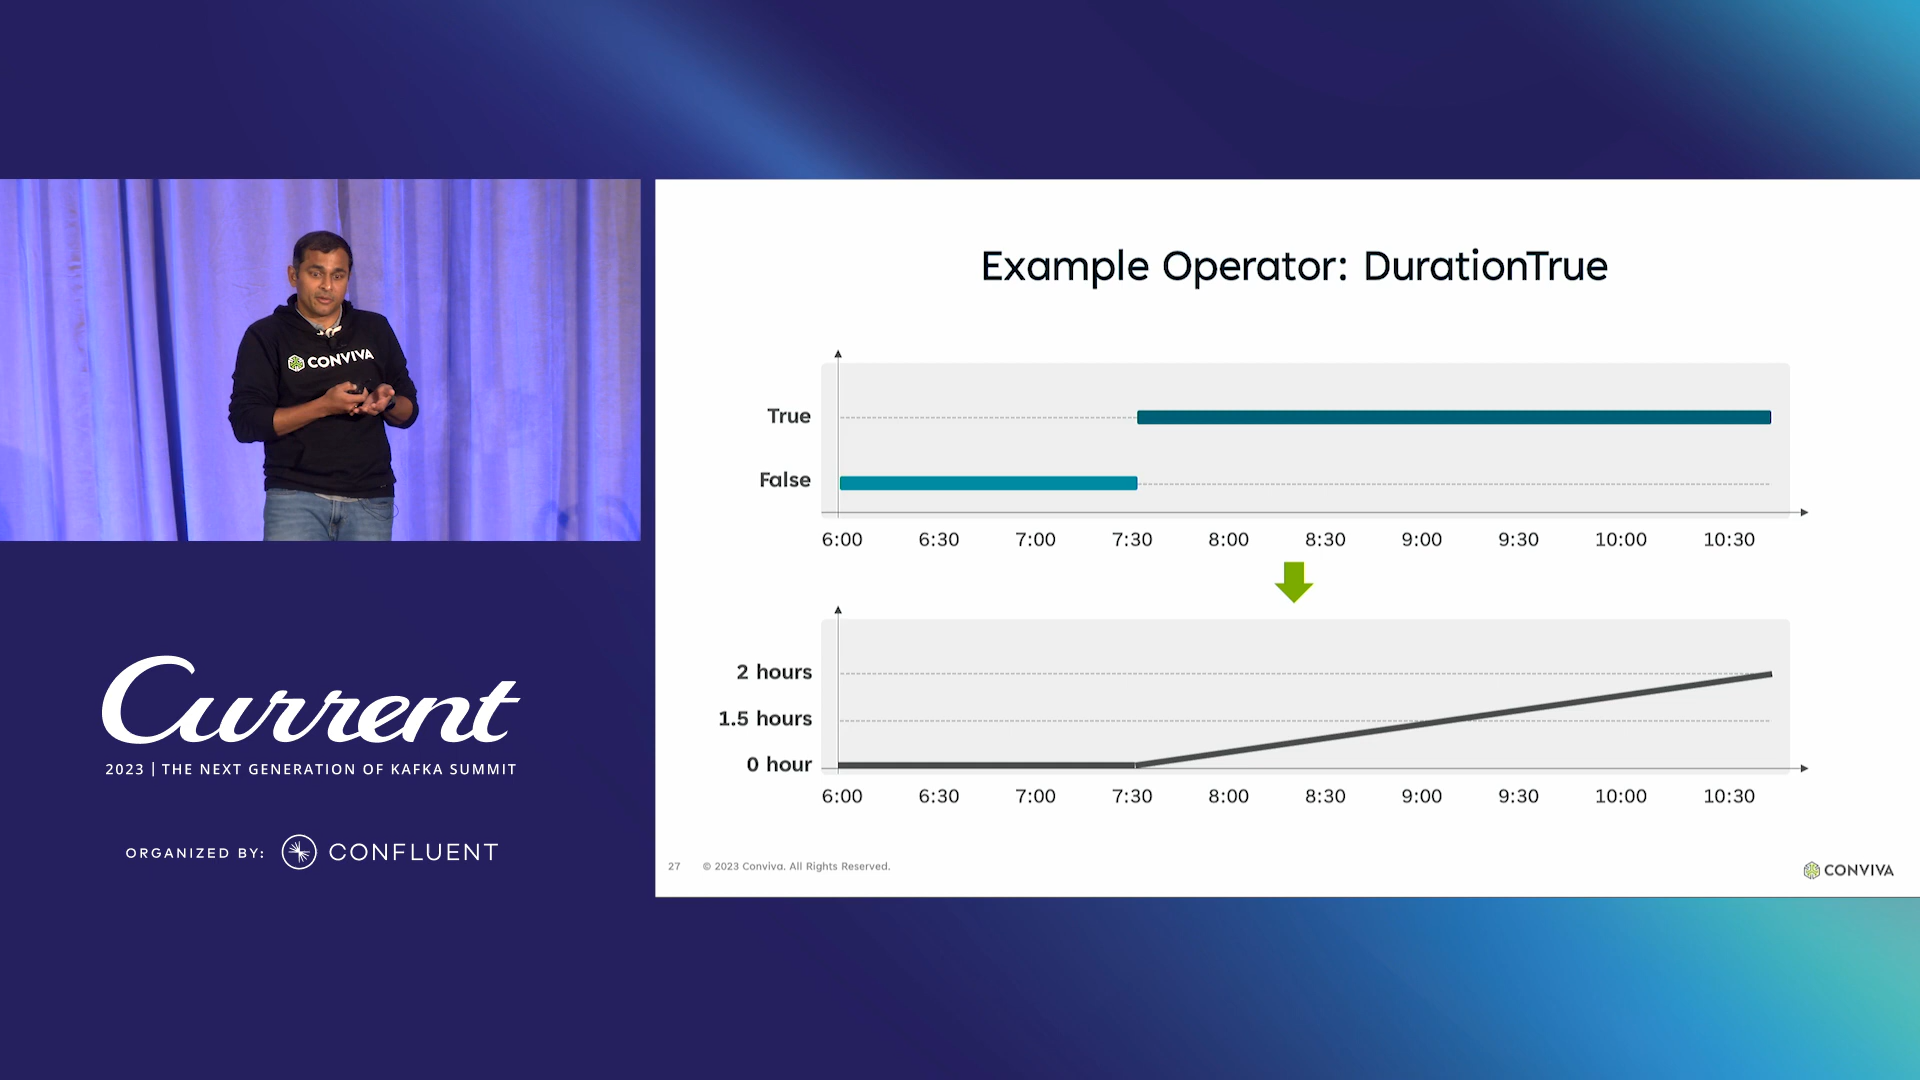 CONVIVA
Current
2023 | THE NEXT GENERATION OF KAFKA SUMMIT
ORGANIZED BY: CONFLUENT
Example Operator: DurationTrue
True
False
6:00 6:30 7:00 7:30 8:00 8:30 9:00 9:30 10:00 10:30
2 hours
1.5 hours
0 hour
6:00 6:30 7:00 7:30 8:00 8:30 9:00 9:30 10:00 10:30
27 © 2023 Conviva. All Rights Reserved.
CONVIVA